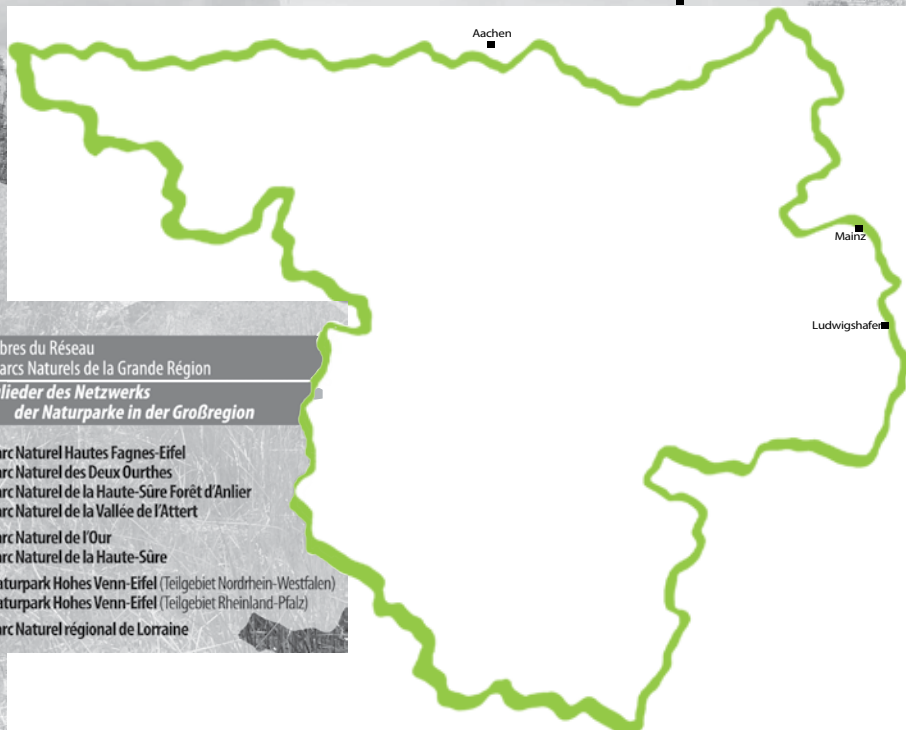 Aachen
Mainz
Ludwigshafen
bres du Réseau
arcs Naturels de la Grande Région
lieder des Netzwerks
der Naturparke in der Großregion
arc Naturel Hautes Fagnes-Eifel
arc Naturel des Deux Ourthes
arc Naturel de la Haute-Sûre Forêt d'Anlier
arc Naturel de la Vallée de l'Attert
arc Naturel de l'Our
arc Naturel de la Haute-Sûre
aturpark Hohes Venn-Eifel (Teilgebiet Nordrhein-Westfalen)
aturpark Hohes Venn-Eifel (Teilgebiet Rheinland-Pfalz)
arc Naturel régional de Lorraine